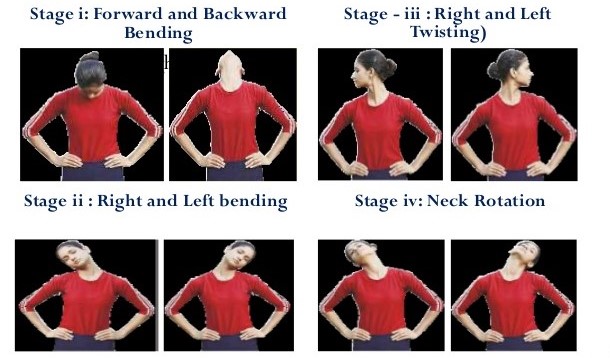 Stage i: Forward and Backward
Bending
Stage - iii : Right and Left
Twisting)
h
Stage ii : Right and Left bending
Stage iv: Neck Rotation